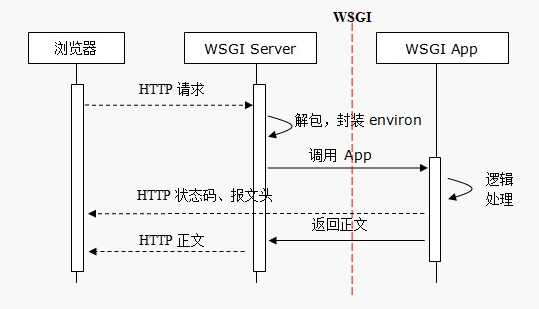 WSGI
浏览器
WSGI Server
WSGI App
HTTP 请求
解包，封装 environ
调用 App
逻辑
处理
HTTP 状态码、报文头
返回正文
HTTP 正文